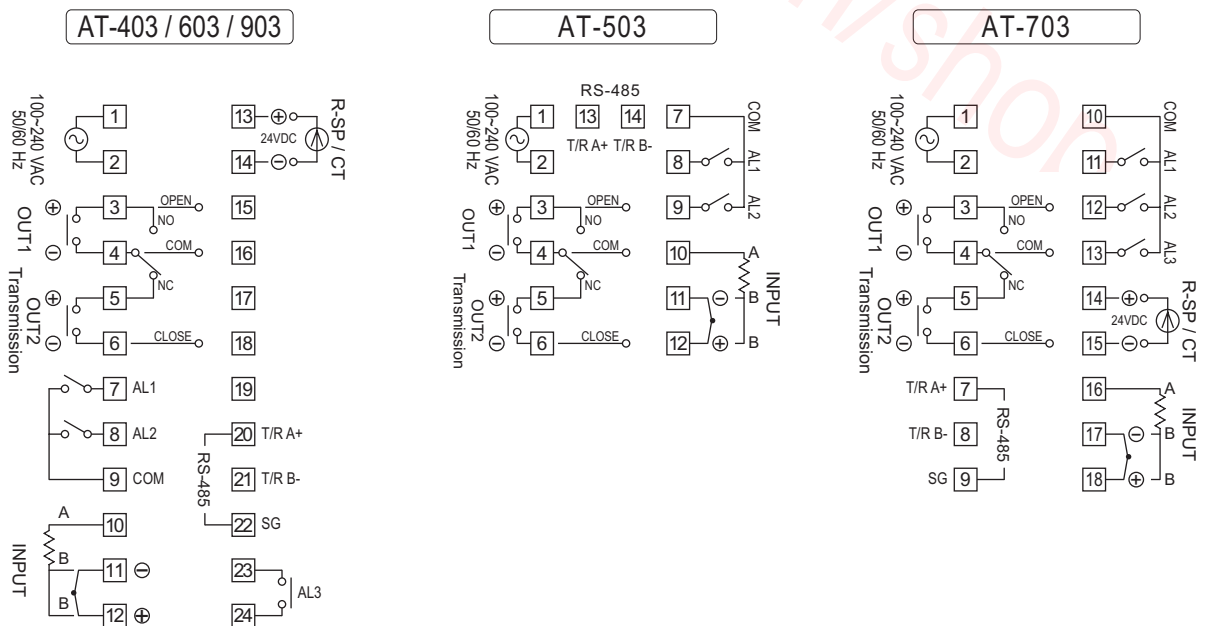 AT-403 / 603 / 903
100~240 VAC
50/60 Hz
1
2
OUT1
⊕
3
OPEN
NO
⊖
4
COM
NC
Transmission
OUT2
⊕
5
⊖
6
CLOSE
7 AL1
8 AL2
9 COM
INPUT
A
10
B
11 ⊖
B
12 ⊕
13 ⊕
24VDC
14 ⊖
R-SP / CT
15
16
17
18
19
RS-485
20 T/R A+
21 T/R B-
22 SG
23
AL3
24
AT-503
100~240 VAC
50/60 Hz
1
2
RS-485
13 14
T/R A+ T/R B-
OUT1
⊕
3
OPEN
NO
⊖
4
COM
NC
Transmission
OUT2
⊕
5
⊖
6
CLOSE
7
COM
8
AL1
9
AL2
10
A
11 ⊖ B
12 ⊕ B
INPUT
AT-703
100~240 VAC
50/60 Hz
1
2
OUT1
⊕
3
OPEN
NO
⊖
4
COM
NC
Transmission
OUT2
⊕
5
⊖
6
CLOSE
T/R A+ 7
T/R B- 8
SG 9
RS-485
10
COM
11
AL1
12
AL2
13
AL3
14 ⊕
24VDC
15 ⊖
R-SP / CT
16
A
17 ⊖ B
18 ⊕ B
INPUT